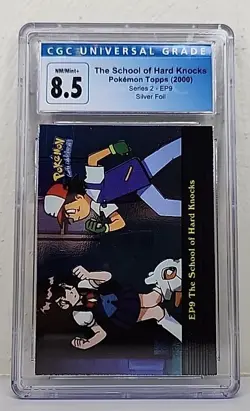 CGC UNIVERSAL GRADE
NM/Mint+
8.5
The School of Hard Knocks
Pokémon Topps (2000)
Series 2 - EP9
Silver Foil
POKéMON
EP9 The School of Hard Knocks